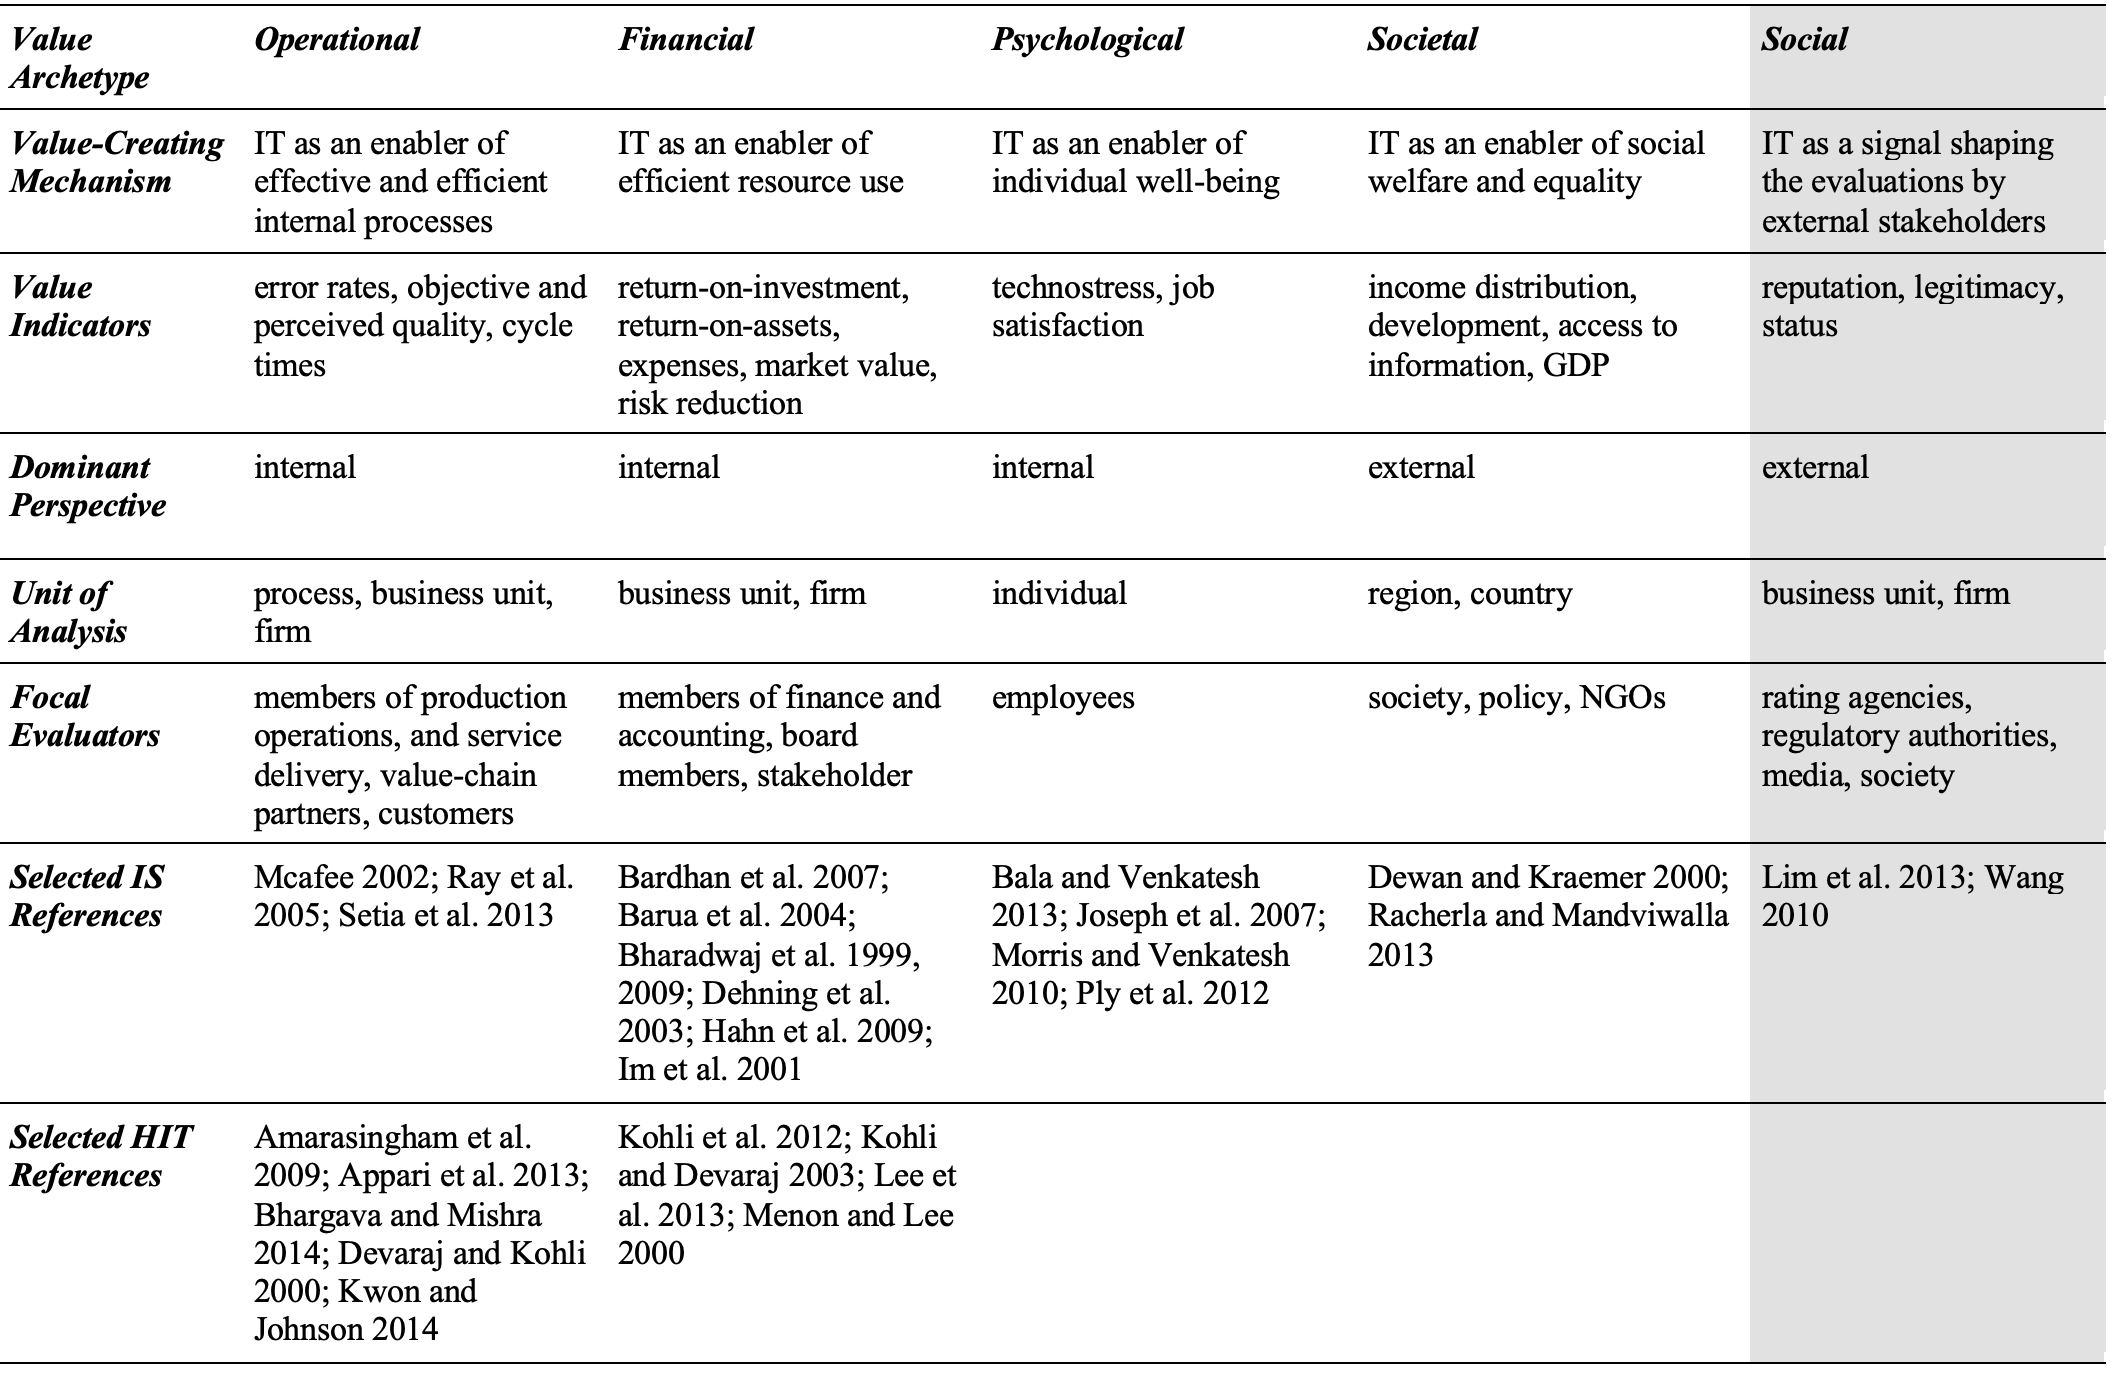 Value
Archetype
Operational
Financial
Psychological
Societal
Social
Value-Creating
Mechanism
IT as an enabler of
effective and efficient
internal processes
IT as an enabler of
efficient resource use
IT as an enabler of
individual well-being
IT as an enabler of social
welfare and equality
IT as a signal shaping
the evaluations by
external stakeholders
Value
Indicators
error rates, objective and
perceived quality, cycle
times
return-on-investment,
return-on-assets,
expenses, market value,
risk reduction
technostress, job
satisfaction
income distribution,
development, access to
information, GDP
reputation, legitimacy,
status
Dominant
Perspective
internal
internal
internal
external
external
Unit of
Analysis
process, business unit,
firm
business unit, firm
individual
region, country
business unit, firm
Focal
Evaluators
members of production
operations, and service
delivery, value-chain
partners, customers
members of finance and
accounting, board
members, stakeholder
employees
society, policy, NGOs
rating agencies,
regulatory authorities,
media, society
Selected IS
References
Mcafee 2002; Ray et al.
2005; Setia et al. 2013
Bardhan et al. 2007;
Barua et al. 2004;
Bharadwaj et al. 1999,
2009; Dehning et al.
2003; Hahn et al. 2009;
Im et al. 2001
Bala and Venkatesh
2013; Joseph et al. 2007;
Morris and Venkatesh
2010; Ply et al. 2012
Dewan and Kraemer 2000;
Racherla and Mandviwalla
2013
Lim et al. 2013; Wang
2010
Selected HIT
References
Amarasingham et al.
2009; Appari et al. 2013;
Bhargava and Mishra
2014; Devaraj and Kohli
2000; Kwon and
Johnson 2014
Kohli et al. 2012; Kohli
and Devaraj 2003; Lee et
al. 2013; Menon and Lee
2000